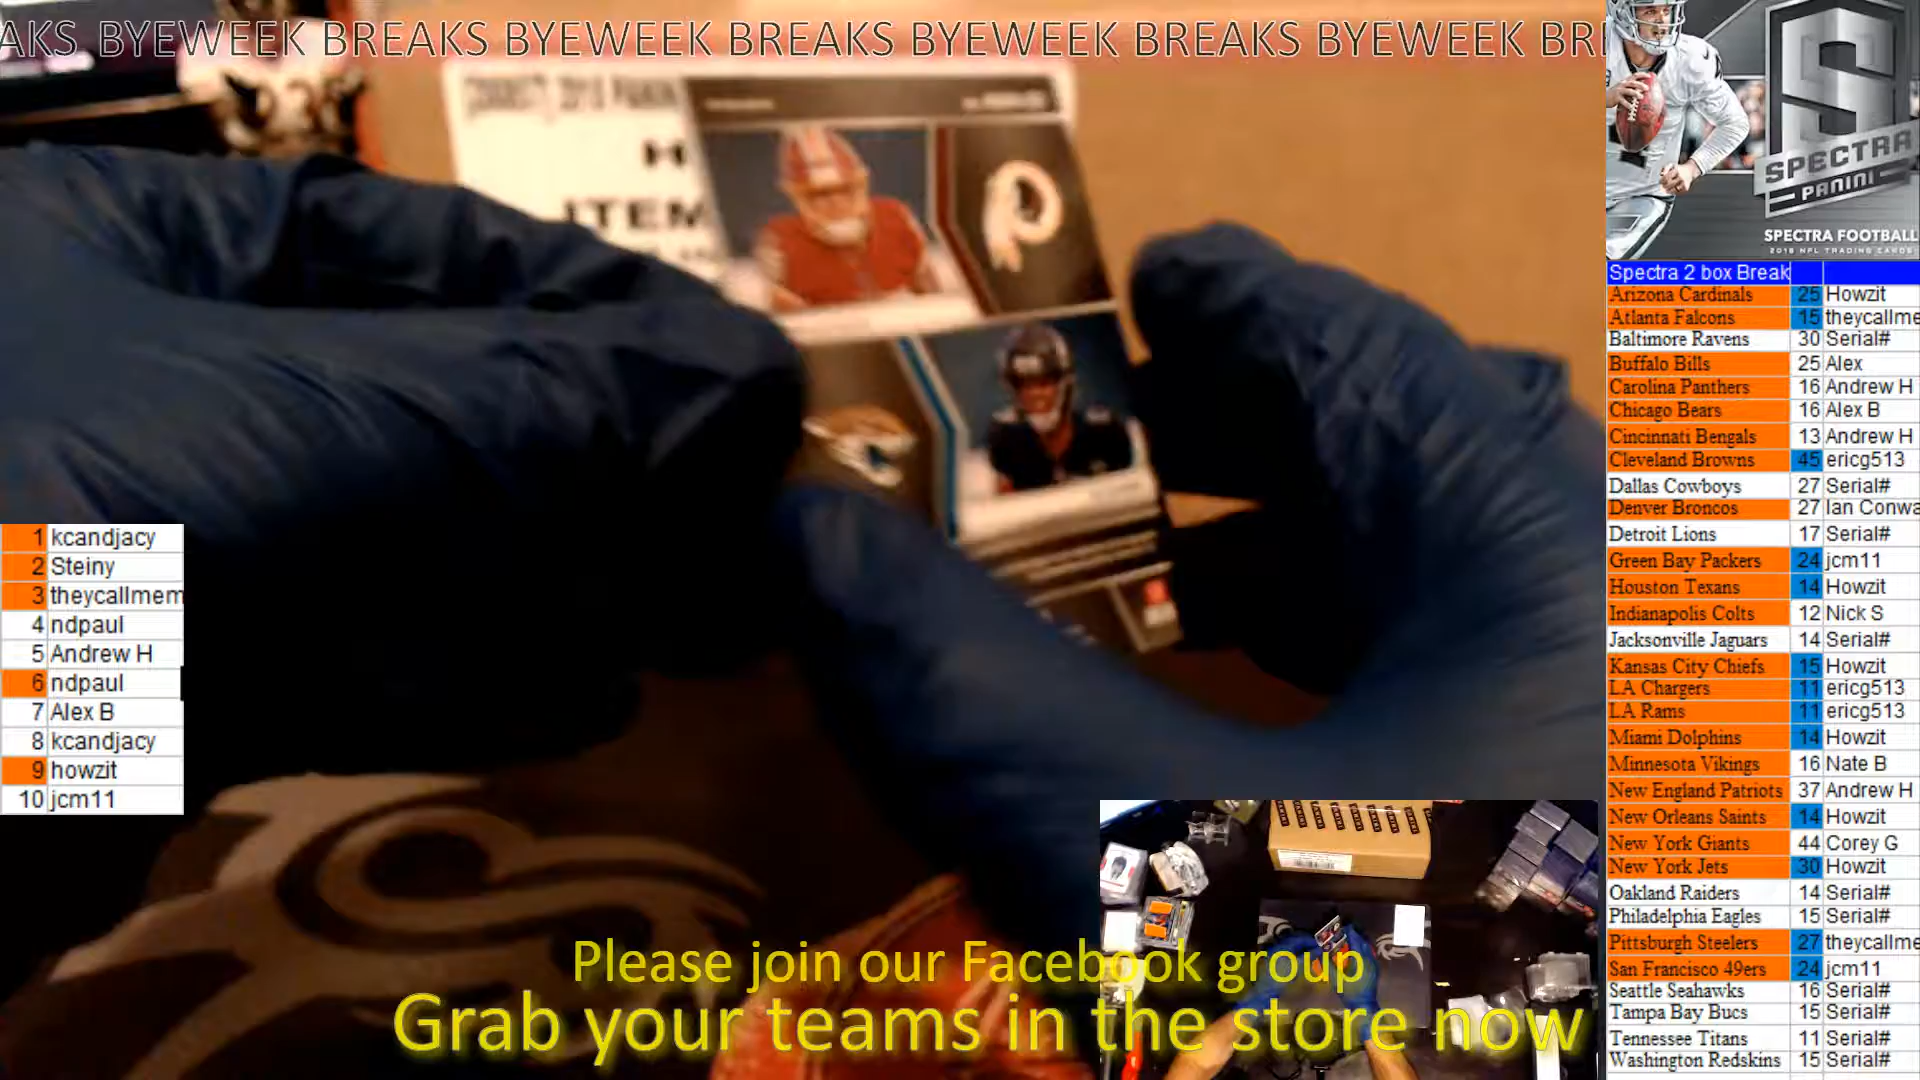 AKS BYEWEEK BREAKS BYEWEEK BREAKS BYEWEEK BREAKS BYEWEEK BRE
ITEM
SPECTRA
PANINI
SPECTRA FOOTBALL
2018 NFL TRADING CARDS
Spectra 2 box Break
Arizona Cardinals 25 Howzit
Atlanta Falcons 15 theycallme
Baltimore Ravens 30 Serial#
Buffalo Bills 25 Alex
Carolina Panthers 16 Andrew H
Chicago Bears 16 Alex B
Cincinnati Bengals 13 Andrew H
Cleveland Browns 45 ericg513
Dallas Cowboys 27 Serial#
Denver Broncos 27 Ian Conwa
Detroit Lions 17 Serial#
Green Bay Packers 24 jcm11
Houston Texans 14 Howzit
Indianapolis Colts 12 Nick S
Jacksonville Jaguars 14 Serial#
Kansas City Chiefs 15 Howzit
LA Chargers 11 ericg513
LA Rams 11 ericg513
Miami Dolphins 14 Howzit
Minnesota Vikings 16 Nate B
New England Patriots 37 Andrew H
New Orleans Saints 14 Howzit
New York Giants 44 Corey G
New York Jets 30 Howzit
Oakland Raiders 14 Serial#
Philadelphia Eagles 15 Serial#
Pittsburgh Steelers 27 theycallme
San Francisco 49ers 24 jcm11
Seattle Seahawks 16 Serial#
Tampa Bay Bucs 15 Serial#
Tennessee Titans 11 Serial#
Washington Redskins 15 Serial#
1 kcandjacy
2 Steiny
3 theycallmem
4 ndpaul
5 Andrew H
6 ndpaul
7 Alex B
8 kcandjacy
9 howzit
10 jcm11
Please join our Facebook group
Grab your teams in the store now